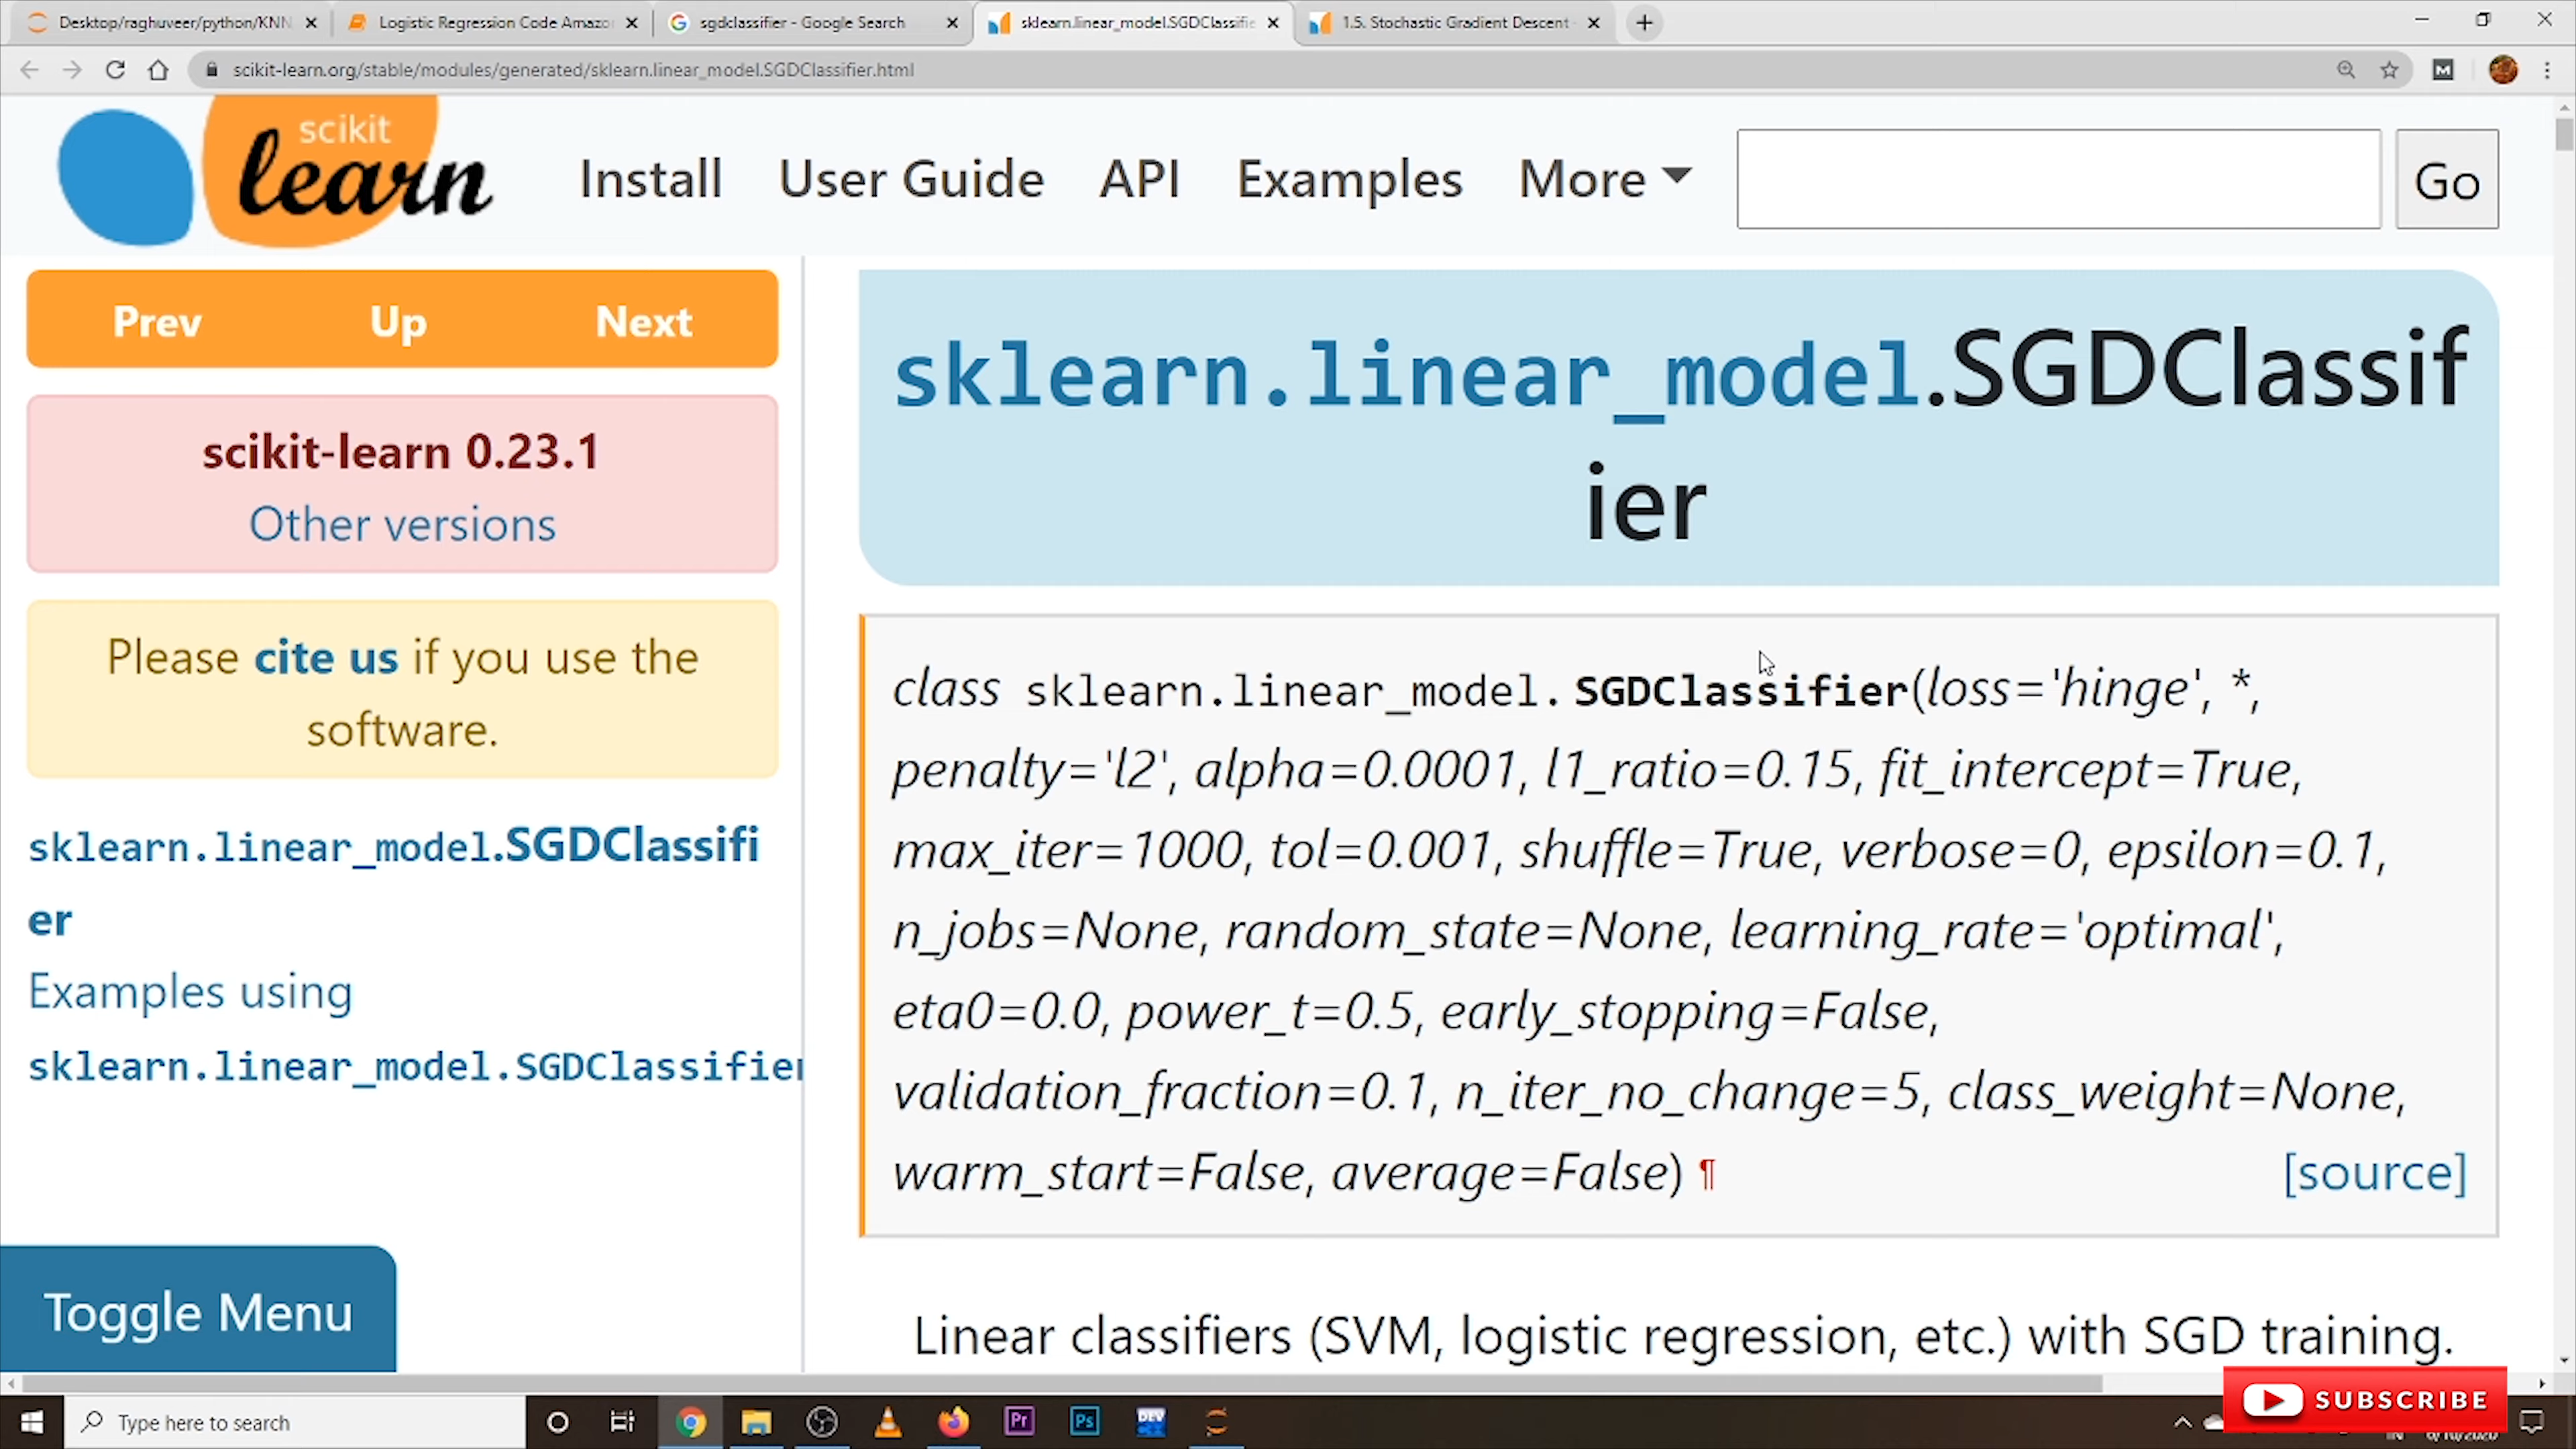 Desktop/raghuveer/python/KNN
Logistic Regression Code Amazo
sgdclassifier - Google Search
sklearn.linear_model.SGDClassifie
1.5. Stochastic Gradient Descent -
scikit-learn.org/stable/modules/generated/sklearn.linear_model.SGDClassifier.html
scikit
learn
Install User Guide API Examples More Go
Prev Up Next
scikit-learn 0.23.1
Other versions
Please cite us if you use the
software.
sklearn.linear_model.SGDClassifi
er
Examples using
sklearn.linear_model.SGDClassifier
Toggle Menu
sklearn.linear_model.SGDClassif
ier
class sklearn.linear_model.SGDClassifier(loss='hinge', *,
penalty='l2', alpha=0.0001, l1_ratio=0.15, fit_intercept=True,
max_iter=1000, tol=0.001, shuffle=True, verbose=0, epsilon=0.1,
n_jobs=None, random_state=None, learning_rate='optimal',
eta0=0.0, power_t=0.5, early_stopping=False,
validation_fraction=0.1, n_iter_no_change=5, class_weight=None,
warm_start=False, average=False) ¶ [source]
Linear classifiers (SVM, logistic regression, etc.) with SGD training.
Type here to search
Pr
Ps
DEV
SUBSCRIBE